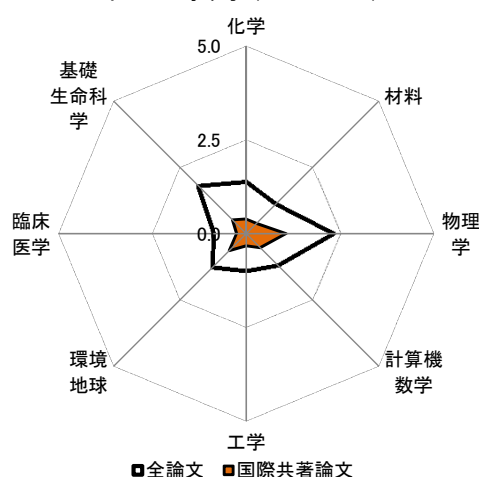 化学
5.0
基礎
生命科
学
材料
2.5
臨床
医学
0.0
物理
学
環境
地球
計算機
数学
工学
全論文 国際共著論文